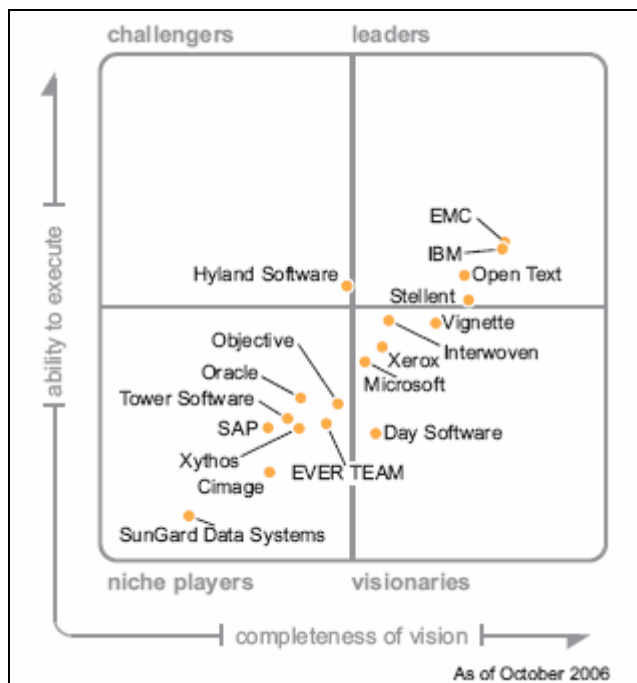 challengers
leaders
EMC
IBM
Hyland Software
Open Text
Stellent
Vignette
Objective
Interwoven
Xerox
Oracle
Microsoft
Tower Software
SAP
Day Software
Xythos
EVER TEAM
Cimage
SunGard Data Systems
niche players
visionaries
ability to execute
completeness of vision
As of October 2006